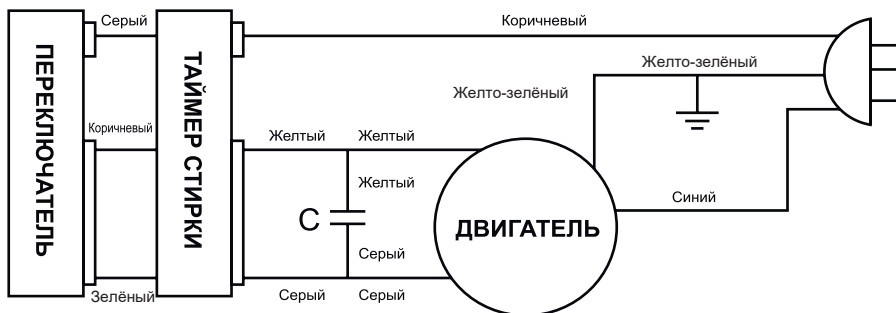 Серый
Коричневый
Желто-зелёный
Желто-зелёный
ПЕРЕКЛЮЧАТЕЛЬ
ТАЙМЕР СТИРКИ
Коричневый
Желтый
Желтый
Желтый
Синий
С
ДВИГАТЕЛЬ
Серый
Зелёный
Серый
Серый